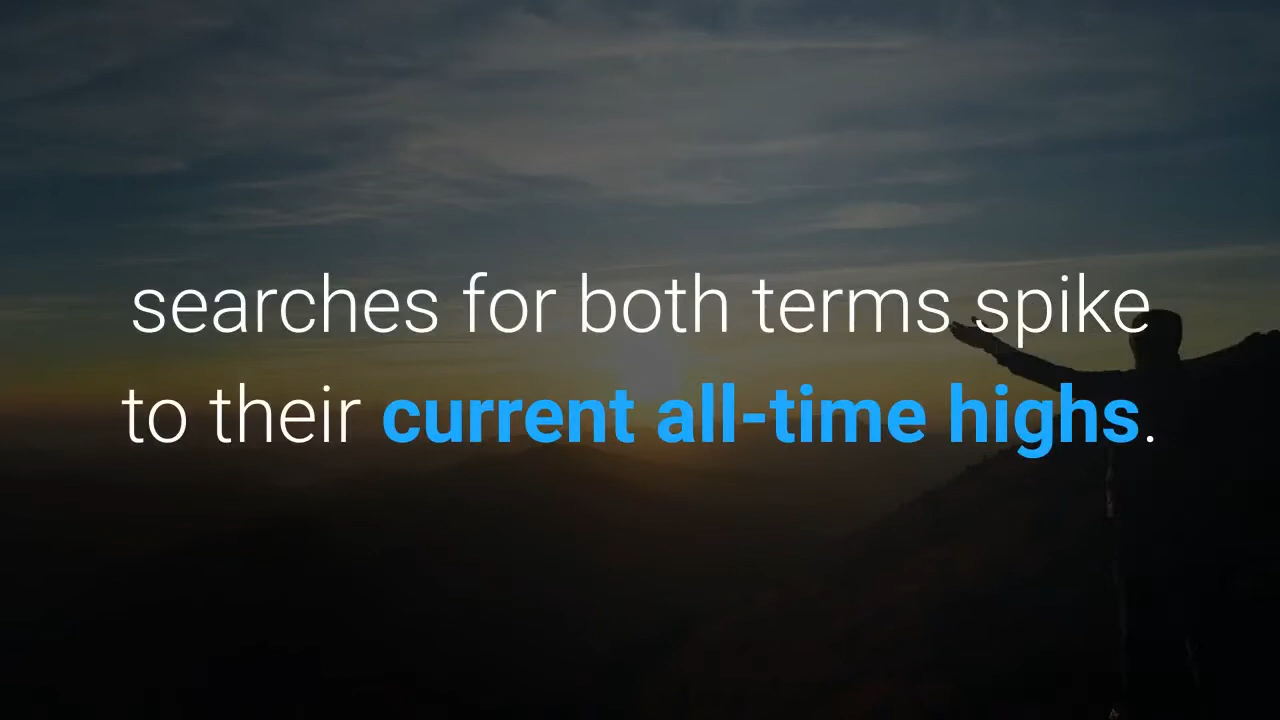 searches for both terms spike
to their current all-time highs.